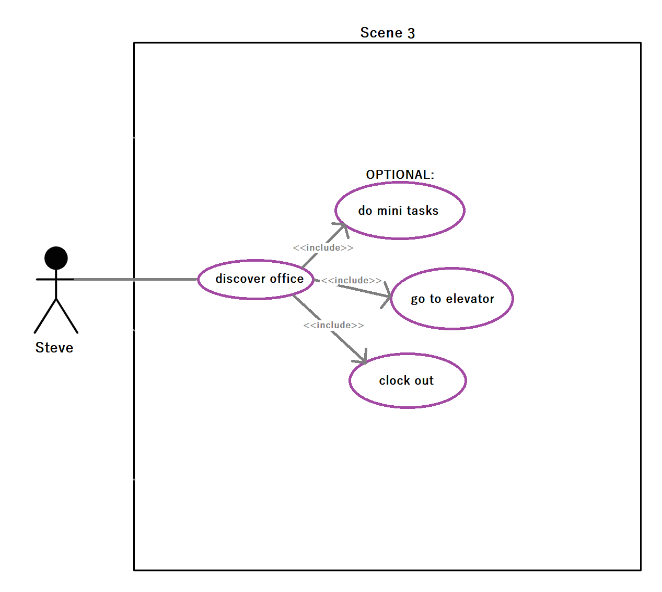 Scene 3
OPTIONAL:
do mini tasks
<<include>>
discover office
<<include>>
go to elevator
<<include>>
Steve
clock out